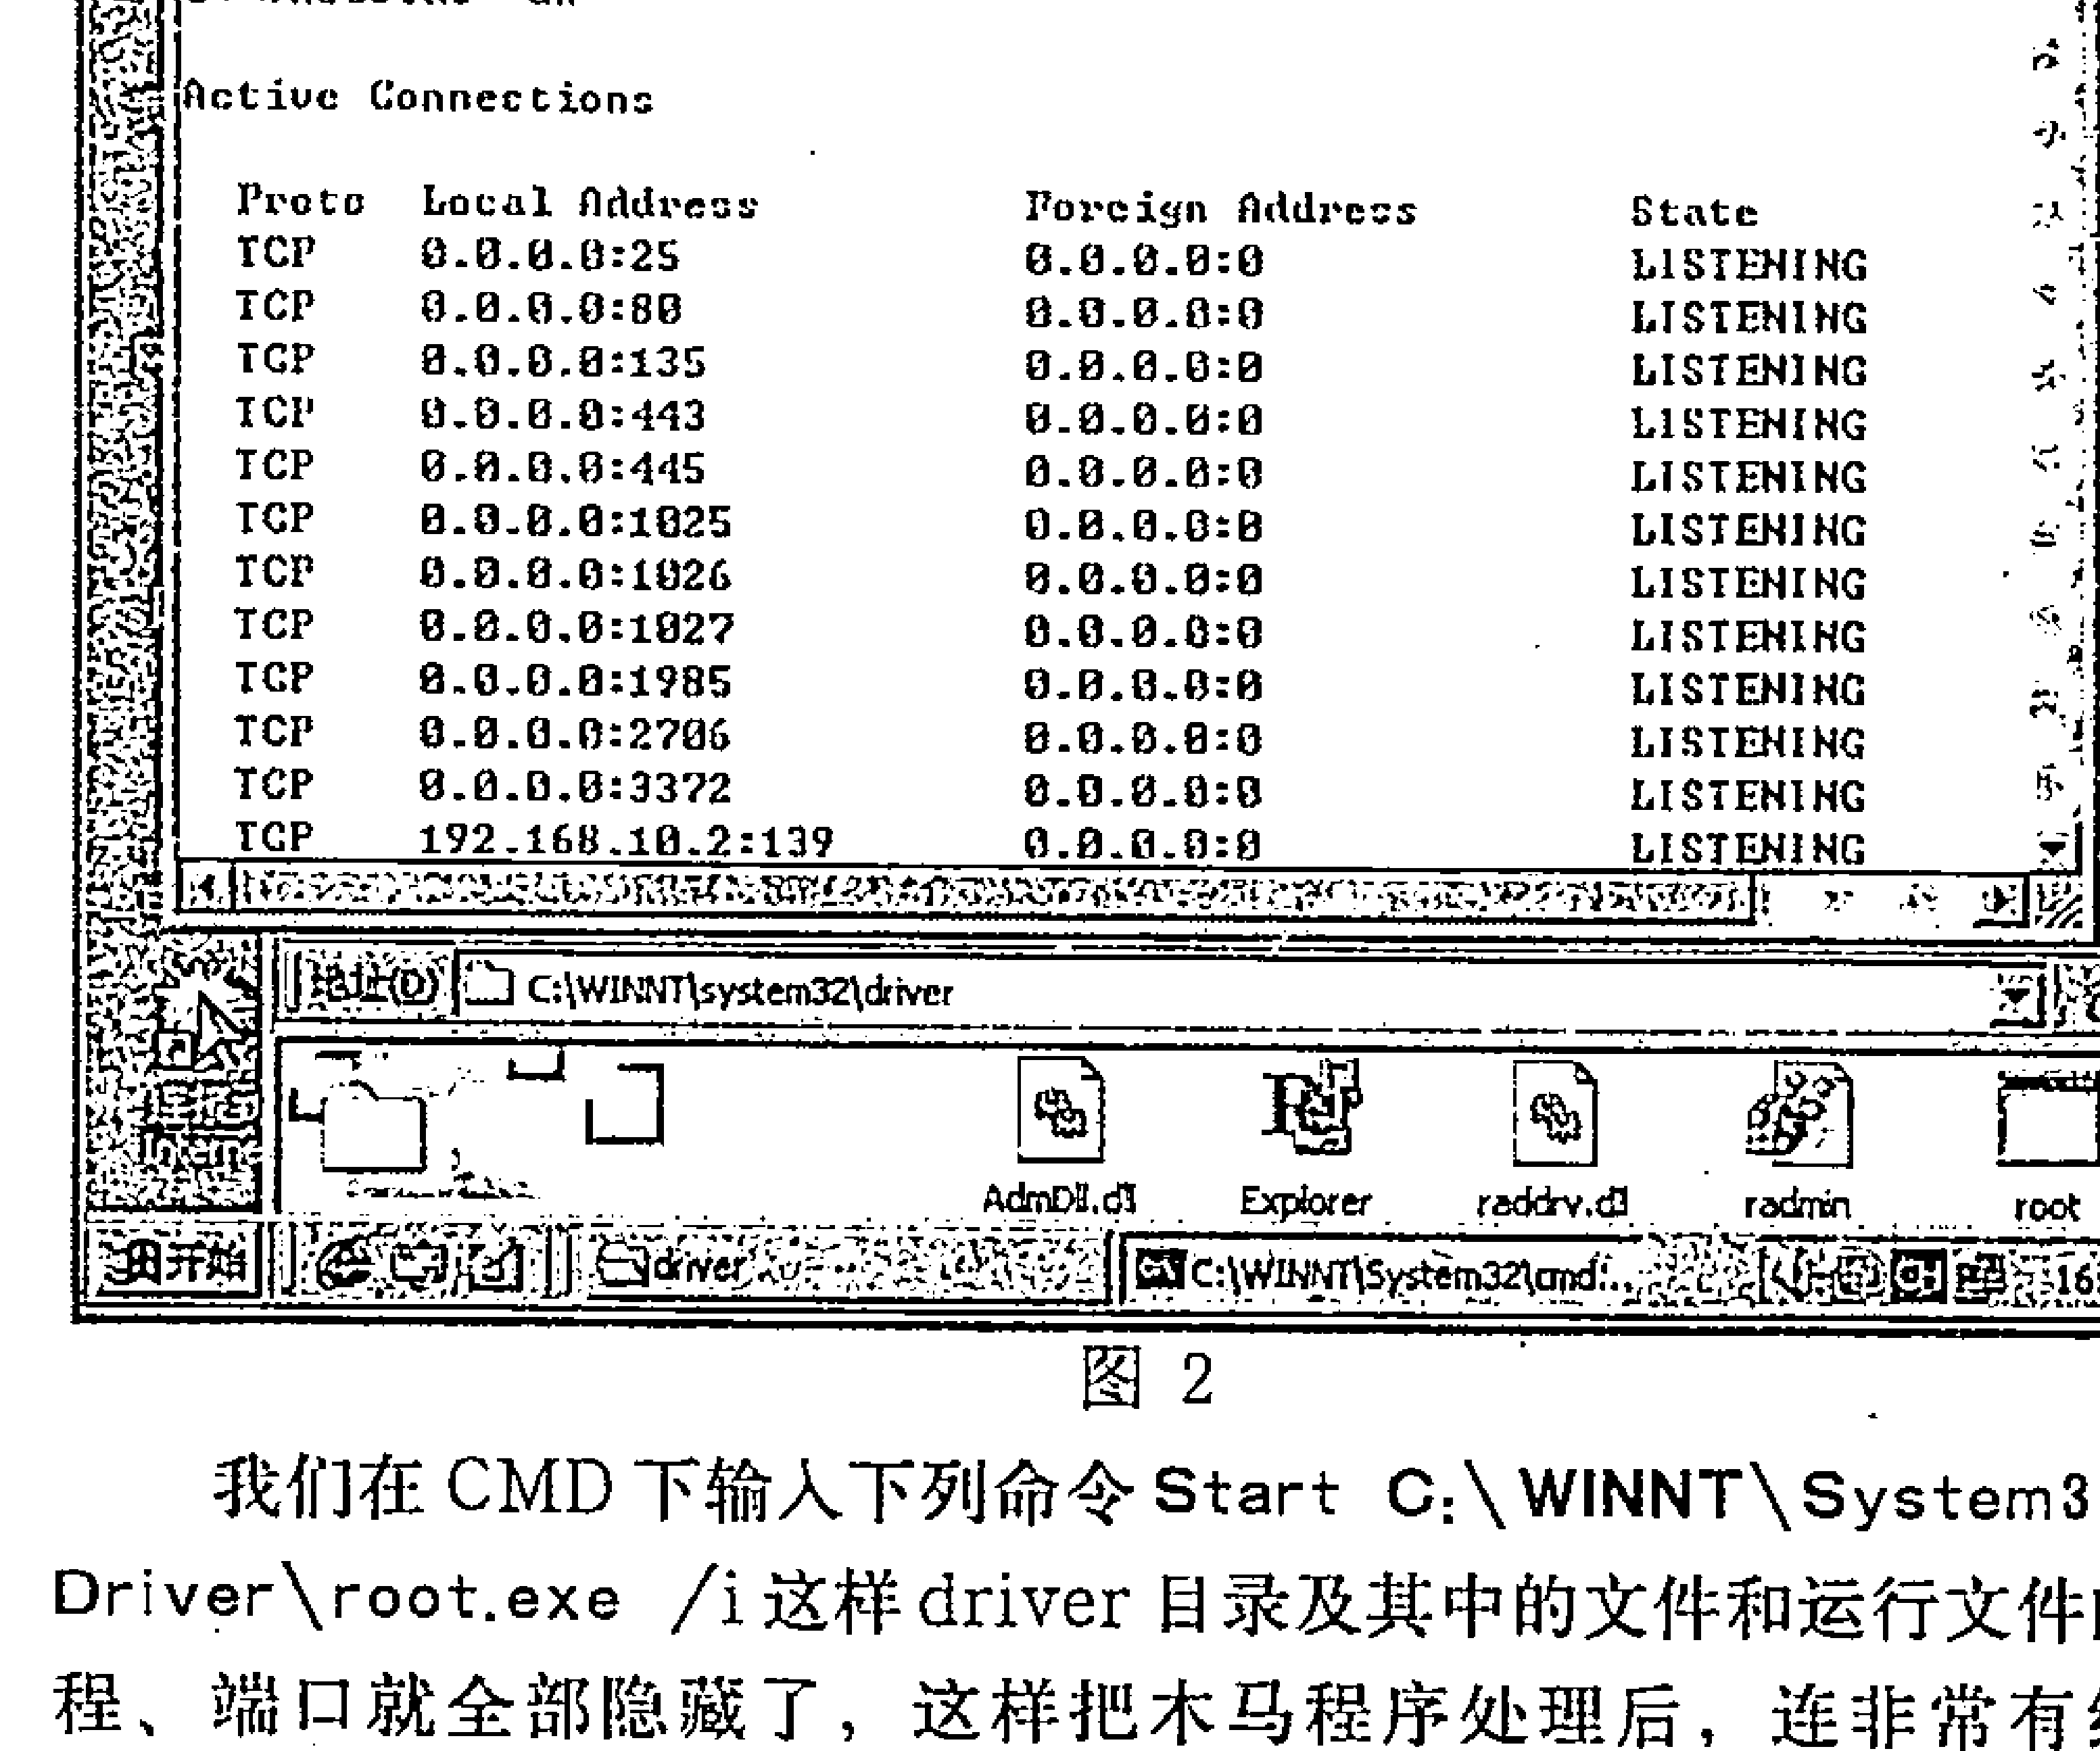 Active Connections
Proto Local Address Foreign Address State
TCP 0.0.0.0:25 0.0.0.0:0 LISTENING
TCP 0.0.0.0:80 0.0.0.0:0 LISTENING
TCP 0.0.0.0:135 0.0.0.0:0 LISTENING
TCP 0.0.0.0:443 0.0.0.0:0 LISTENING
TCP 0.0.0.0:445 0.0.0.0:0 LISTENING
TCP 0.0.0.0:1025 0.0.0.0:0 LISTENING
TCP 0.0.0.0:1026 0.0.0.0:0 LISTENING
TCP 0.0.0.0:1027 0.0.0.0:0 LISTENING
TCP 0.0.0.0:1985 0.0.0.0:0 LISTENING
TCP 0.0.0.0:2706 0.0.0.0:0 LISTENING
TCP 0.0.0.0:3372 0.0.0.0:0 LISTENING
TCP 192.168.10.2:139 0.0.0.0:0 LISTENING
地址(D) C:\WINNT\system32\driver
AdmDll.dll Explorer raddrv.dll radmin root
开始 driver C:\WINNT\System32\cmd... 16
图 2
我们在 CMD 下输入下列命令 Start C:\WINNT\System3
Driver\root.exe /i 这样 driver 目录及其中的文件和运行文件
程、端口就全部隐藏了，这样把木马程序处理后，连非常有